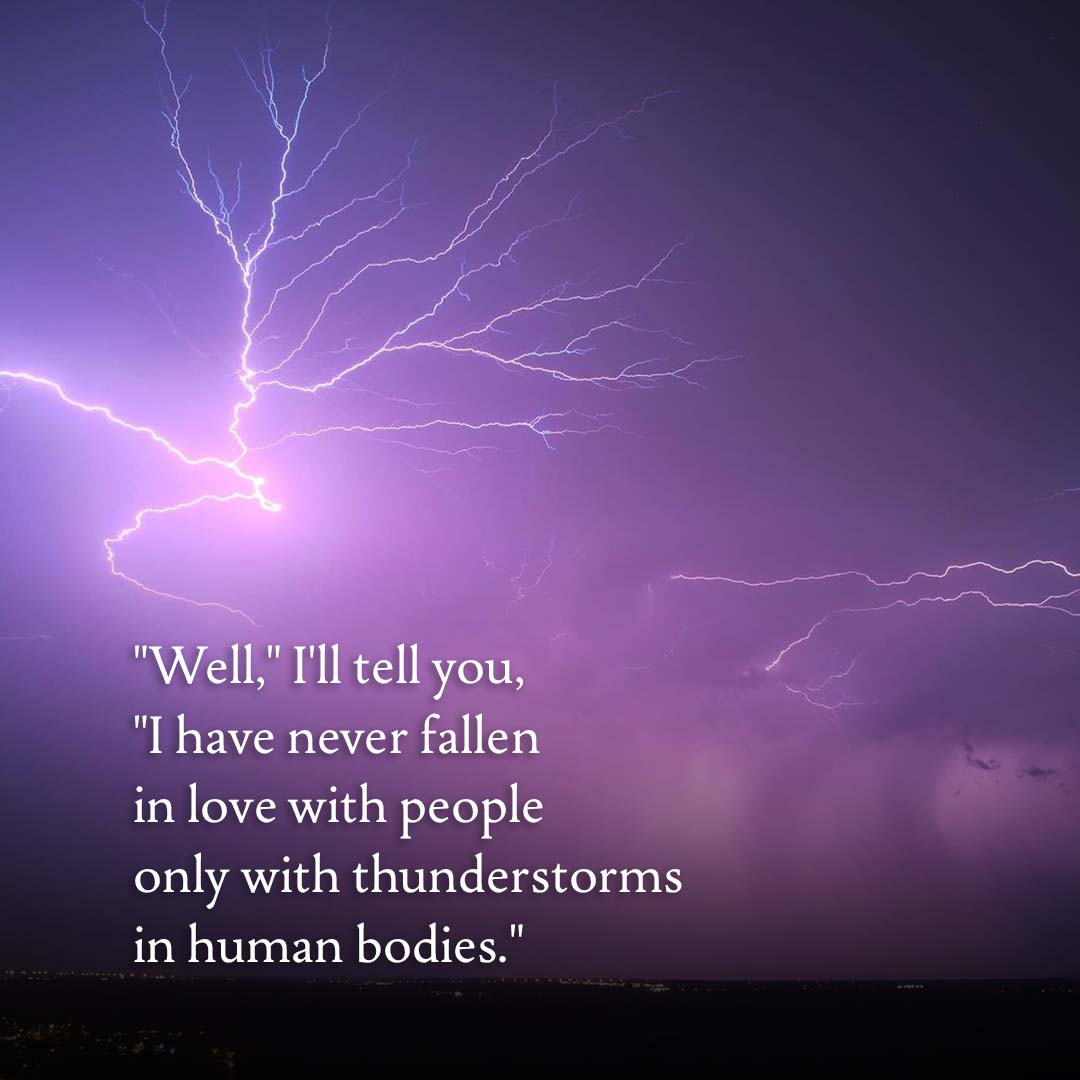 "Well," I'll tell you,
"I have never fallen
in love with people
only with thunderstorms
in human bodies."